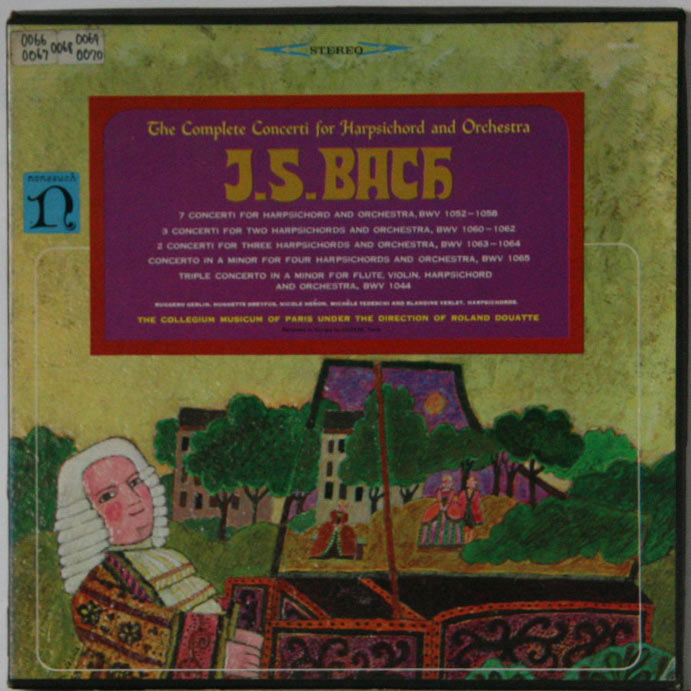 0066 0068 0069
0067 0070
STEREO
The Complete Concerti for Harpsichord and Orchestra
J.S.BACh
nonesuch
n
7 CONCERTI FOR HARPSICHORD AND ORCHESTRA, BWV 1052–1058
3 CONCERTI FOR TWO HARPSICHORDS AND ORCHESTRA, BWV 1060–1062
2 CONCERTI FOR THREE HARPSICHORDS AND ORCHESTRA, BWV 1063–1064
CONCERTO IN A MINOR FOR FOUR HARPSICHORDS AND ORCHESTRA, BWV 1065
TRIPLE CONCERTO IN A MINOR FOR FLUTE, VIOLIN, HARPSICHORD
AND ORCHESTRA, BWV 1044
RUGGERO GERLIN, HUGUETTE DREYFUS, NICOLE HENON, MICHÈLE TEDESCHI AND BLANDINE VERLET, HARPSICHORDS.
THE COLLEGIUM MUSICUM OF PARIS UNDER THE DIRECTION OF ROLAND DOUATTE